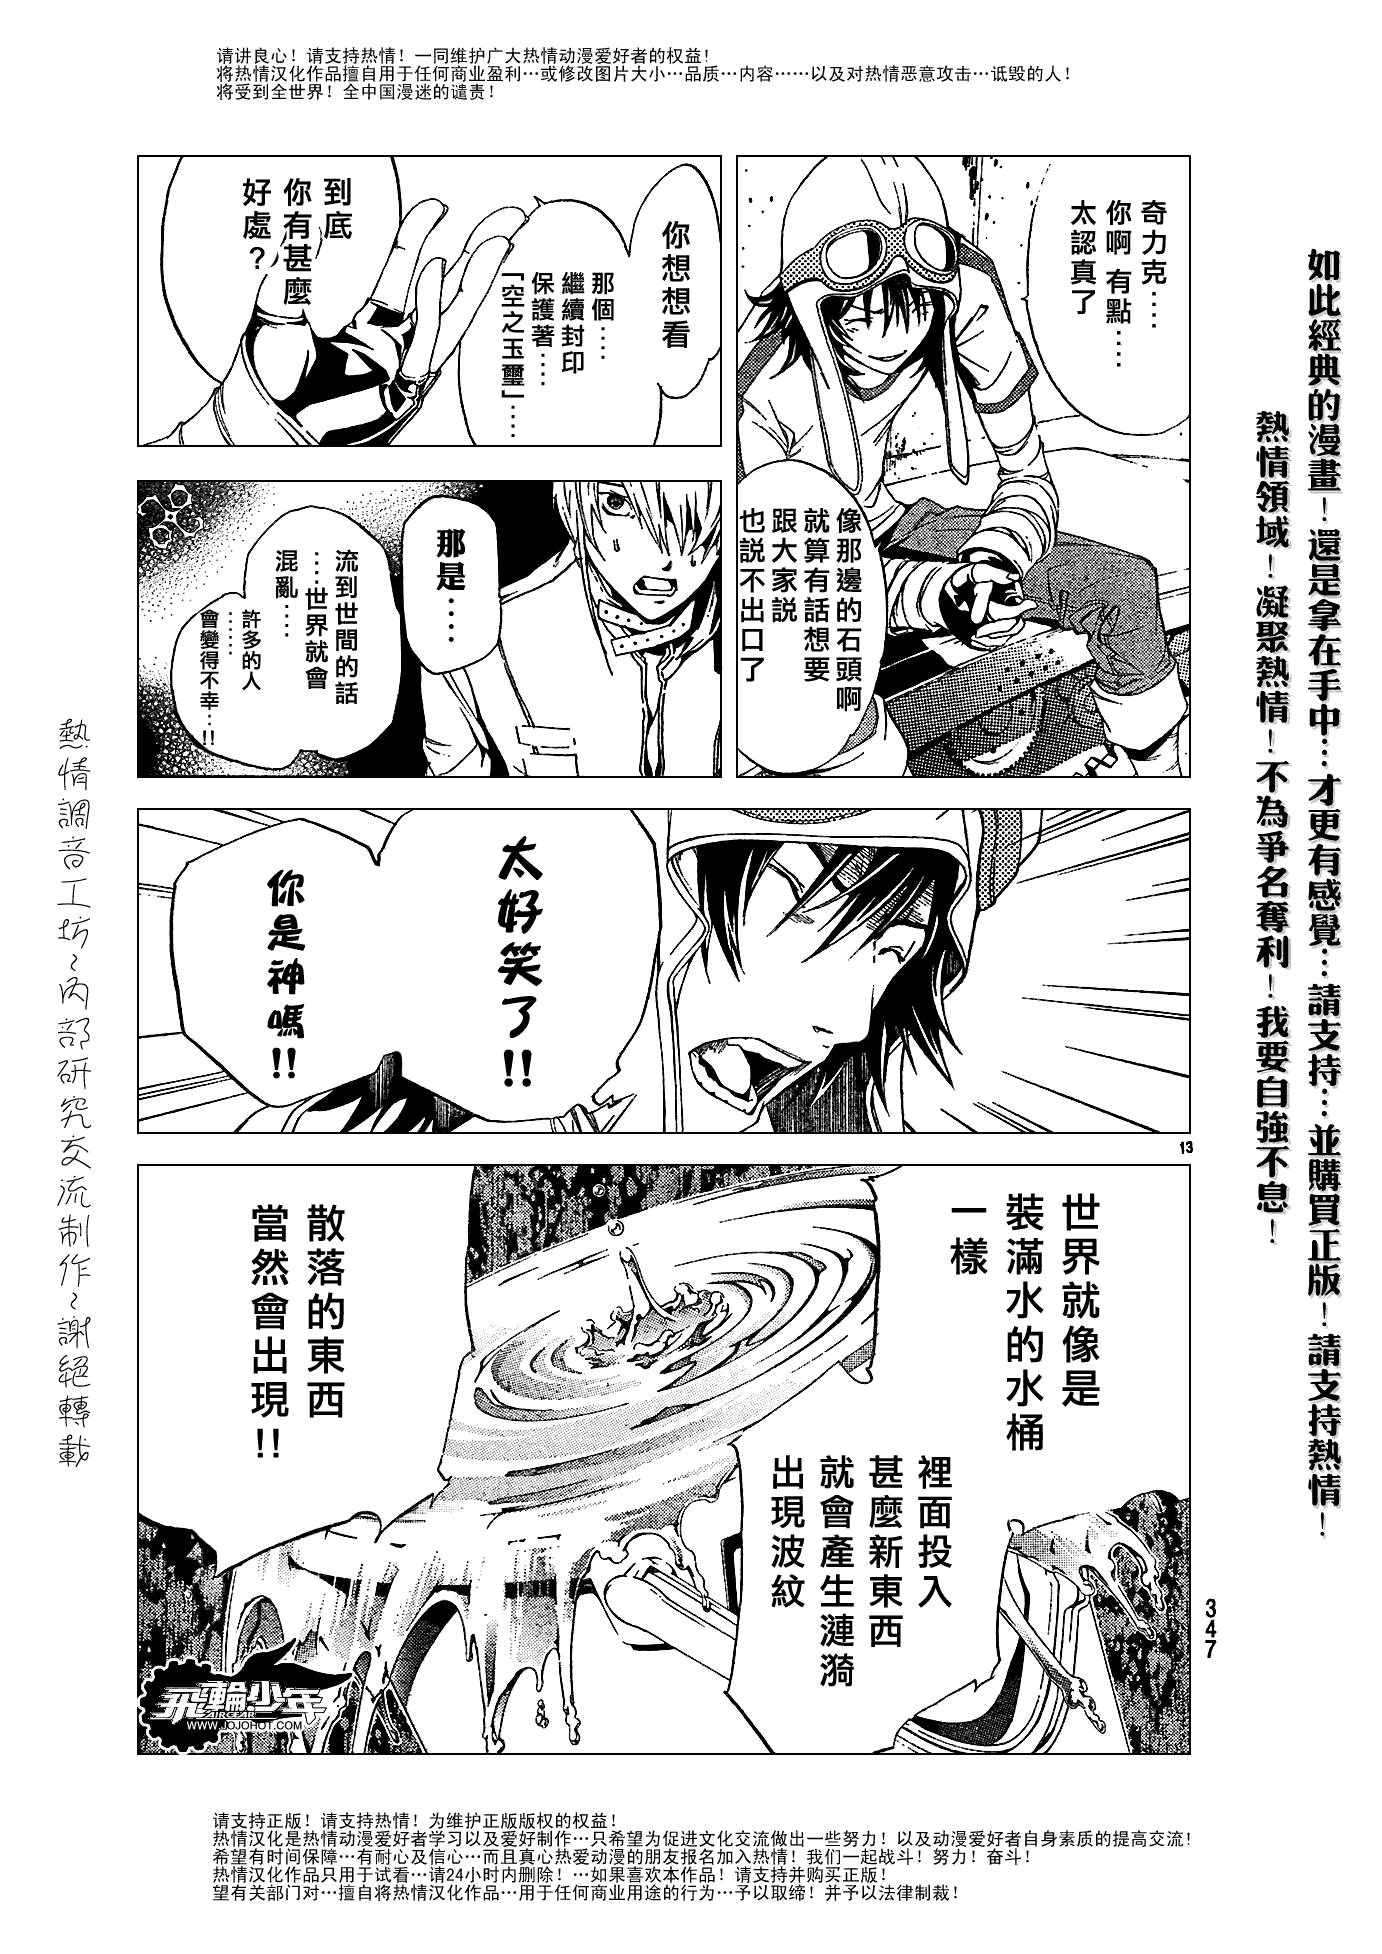 请讲良心！请支持热情！一同维护广大热情动漫爱好者的权益！
将热情汉化作品擅自用于任何商业盈利…或修改图片大小…品质…内容……以及对热情恶意攻击…诋毁的人！
将受到全世界！全中国漫迷的谴责！
如此經典的漫畫！還是拿在手中…才更有感覺…請支持…並購買正版！請支持熱情！
熱情領域！凝聚熱情！不為爭名奪利！我要自強不息！
奇力克‥‥
你啊 有點‥‥
太認真了
像那邊的石頭啊
就算有話想要
跟大家説
也説不出口了
你想想看
那個‥‥
繼續封印
保護著‥‥
「空之玉璽」‥‥
到底
你有甚麼
好處？
那是‥‥
流到世間的話
‥‥世界就會
混亂‥‥
許多的人
‥‥‥
會變得不幸‥!!
太好笑了!!
你是神嗎!!
13
世界就像是
裝滿水的水桶
一樣
裡面投入
甚麼新東西
就會產生漣漪
出現波紋
散落的東西
當然會出現!!
347
飛輪少年
AIRGEAR
WWW.JOJOHOT.COM
熱情調音工坊~內部研究交流制作~謝絕轉載
请支持正版！请支持热情！为维护正版版权的权益！
热情汉化是热情动漫爱好者学习以及爱好制作…只希望为促进文化交流做出一些努力！以及动漫爱好者自身素质的提高交流！
希望有时间保障…有耐心及信心…而且真心热爱动漫的朋友报名加入热情！我们一起战斗！努力！奋斗！
热情汉化作品只用于试看…请24小时内删除！…如果喜欢本作品！请支持并购买正版！
望有关部门对…擅自将热情汉化作品…用于任何商业用途的行为…予以取缔！并予以法律制裁！